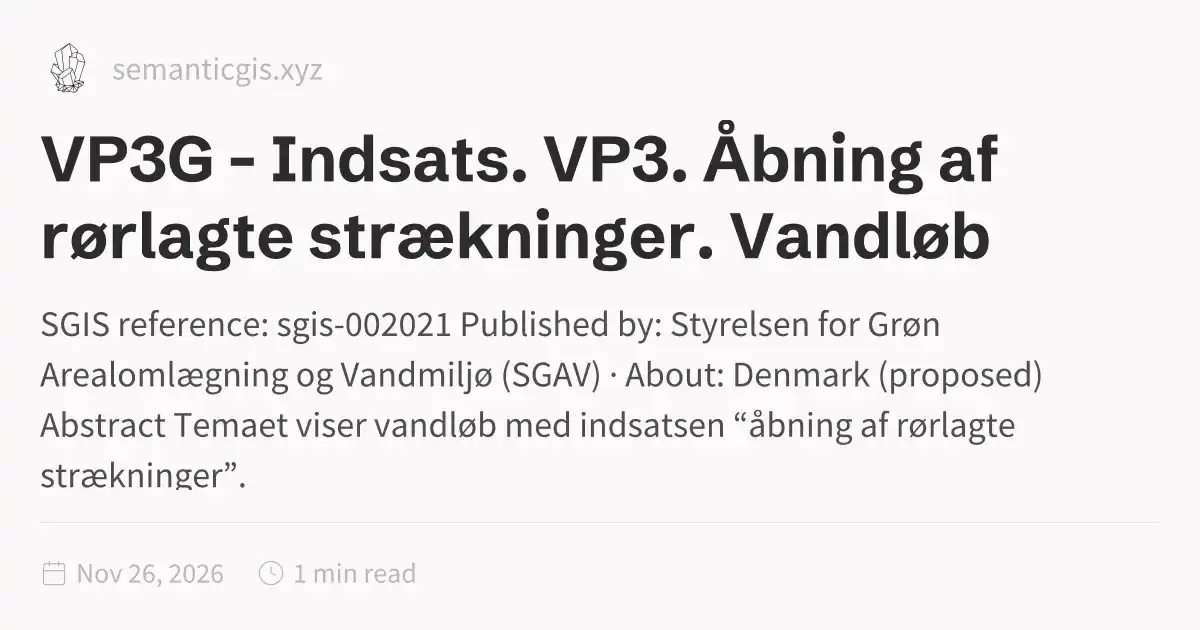 semanticgis.xyz
VP3G - Indsats. VP3. Åbning af
rørlagte strækninger. Vandløb
SGIS reference: sgis-002021 Published by: Styrelsen for Grøn
Arealomlægning og Vandmiljø (SGAV) · About: Denmark (proposed)
Abstract Temaet viser vandløb med indsatsen “åbning af rørlagte
strækninger”.
Nov 26, 2026 1 min read